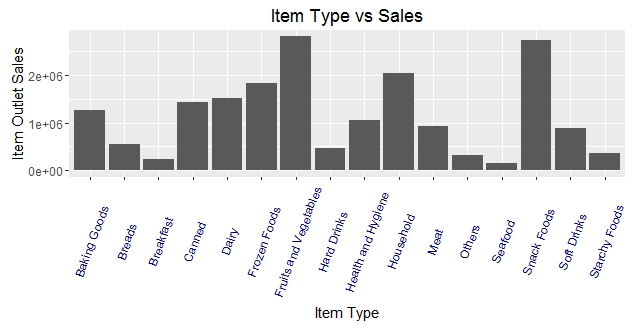 Item Type vs Sales
Item Outlet Sales
2e+06
1e+06
0e+00
Baking Goods
Breads
Breakfast
Canned
Dairy
Frozen Foods
Fruits and Vegetables
Hard Drinks
Health and Hygiene
Household
Meat
Others
Seafood
Snack Foods
Soft Drinks
Starchy Foods
Item Type